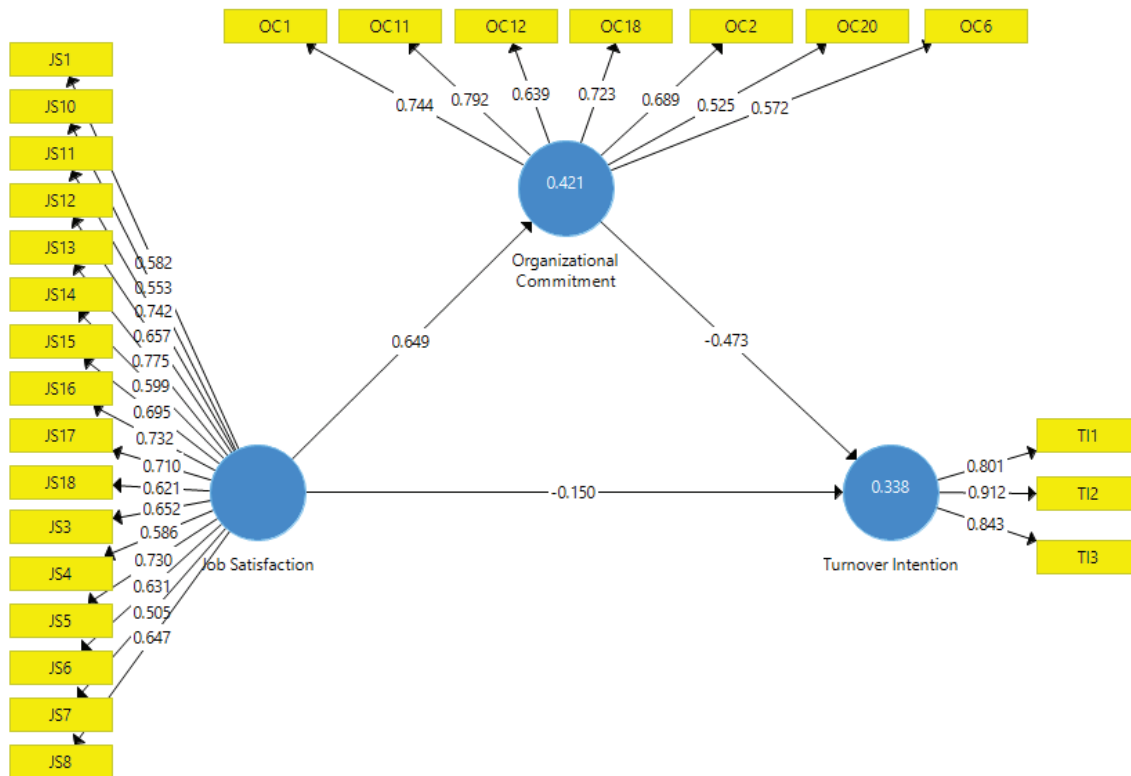 OC1 OC11 OC12 OC18 OC2 OC20 OC6
0.744 0.792 0.639 0.723 0.689 0.525 0.572
JS1
JS10
JS11
JS12
JS13
JS14
JS15
JS16
JS17
JS18
JS3
JS4
JS5
JS6
JS7
JS8
0.582
0.553
0.742
0.657
0.775
0.599
0.695
0.732
0.710
0.621
0.652
0.586
0.730
0.631
0.505
0.647
0.421
Organizational
Commitment
0.649
-0.473
Job Satisfaction
-0.150
0.338
Turnover Intention
0.801
0.912
0.843
TI1
TI2
TI3